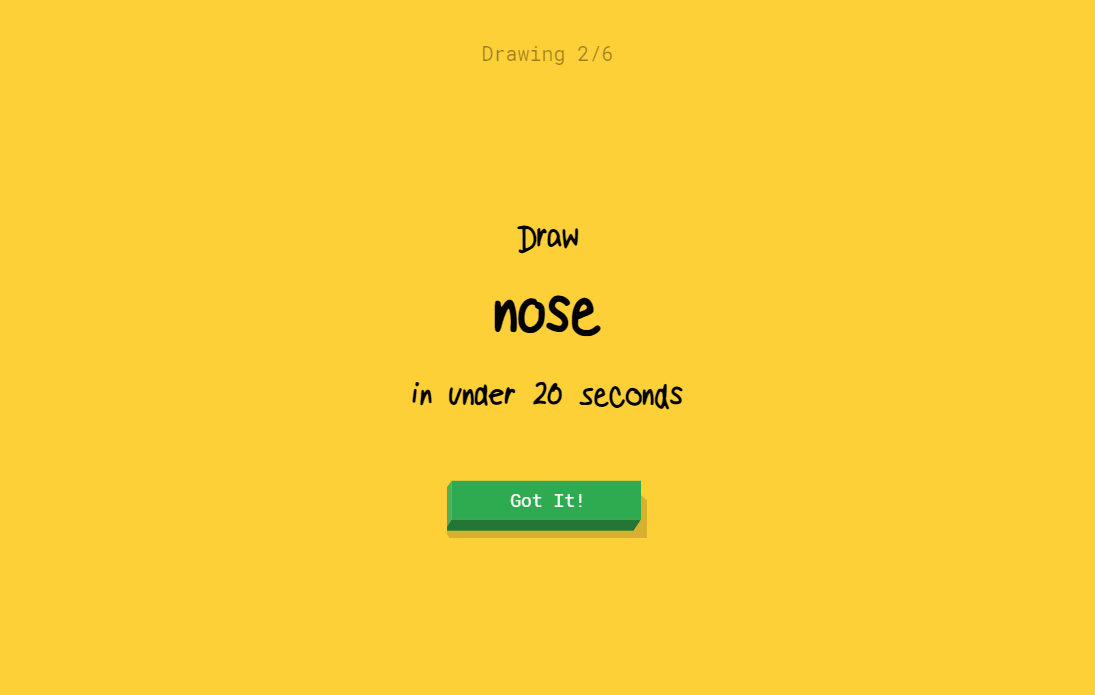 Drawing 2/6
Draw
nose
in under 20 seconds
Got It!